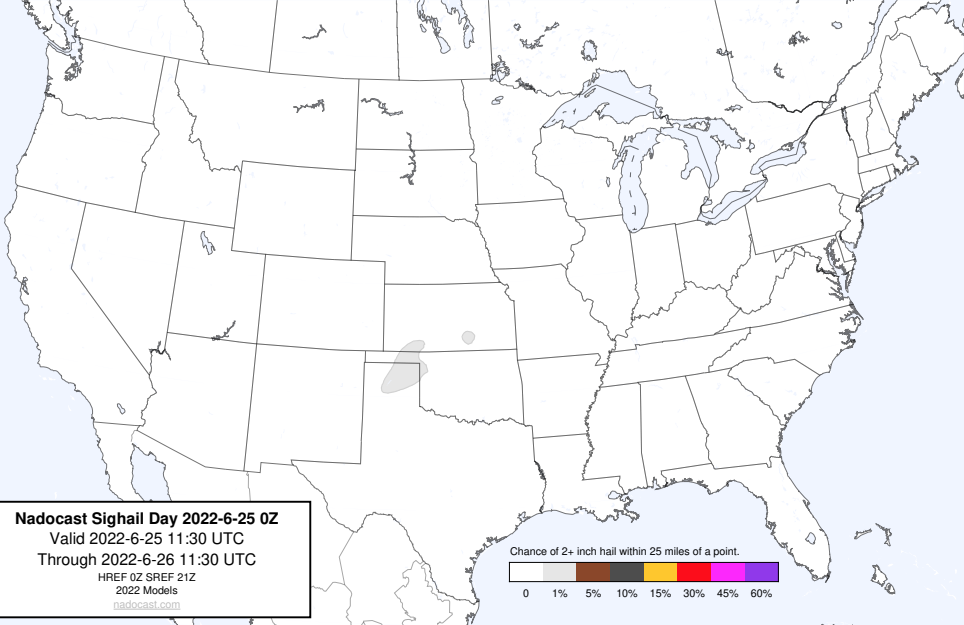 Nadocast Sighail Day 2022-6-25 0Z
Valid 2022-6-25 11:30 UTC
Through 2022-6-26 11:30 UTC
HREF 0Z SREF 21Z
2022 Models
nadocast.com
Chance of 2+ inch hail within 25 miles of a point.
0 1% 5% 10% 15% 30% 45% 60%